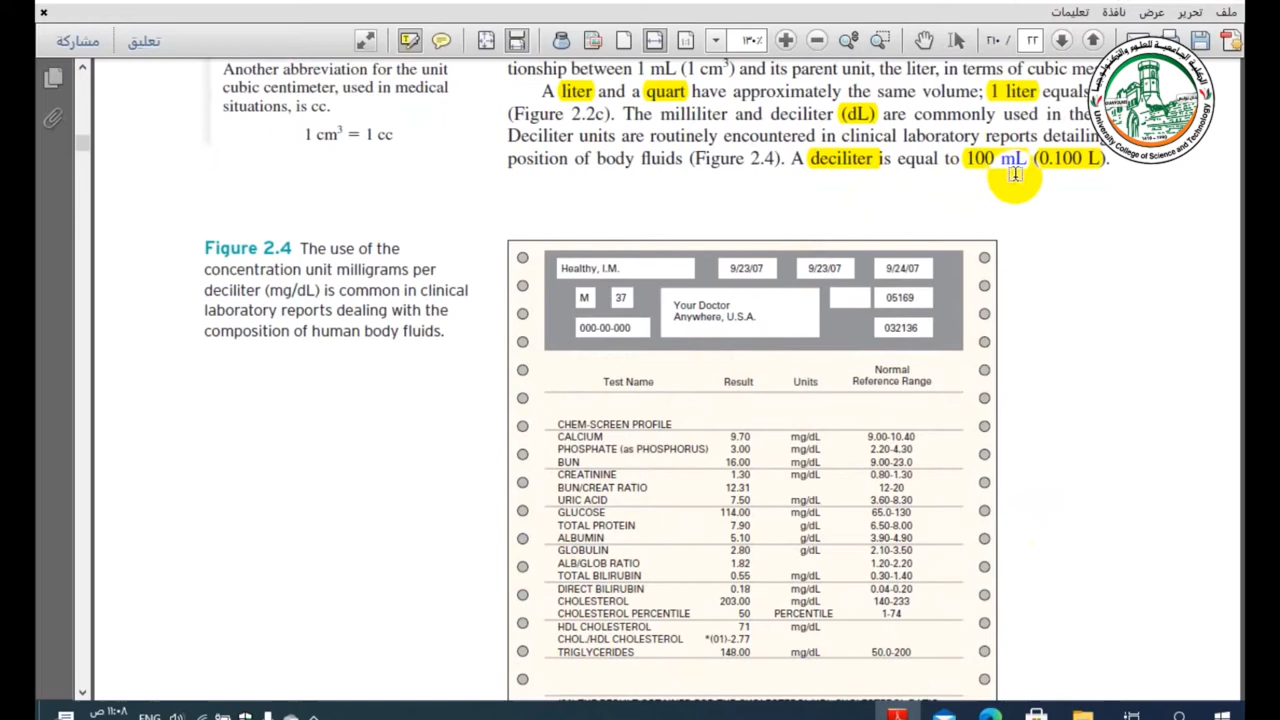 ملف تحرير عرض نافذة تعليمات
مشاركة تعليق ١٣٠٪ ٢١٠ / ٢٢
Another abbreviation for the unit
cubic centimeter, used in medical
situations, is cc.
1 cm³ = 1 cc
tionship between 1 mL (1 cm³) and its parent unit, the liter, in terms of cubic me
A liter and a quart have approximately the same volume; 1 liter equals
(Figure 2.2c). The milliliter and deciliter (dL) are commonly used in the
Deciliter units are routinely encountered in clinical laboratory reports detailin
position of body fluids (Figure 2.4). A deciliter is equal to 100 mL (0.100 L).
University College of Science and Technology
Figure 2.4 The use of the
concentration unit milligrams per
deciliter (mg/dL) is common in clinical
laboratory reports dealing with the
composition of human body fluids.
Healthy, I.M. 9/23/07 9/23/07 9/24/07
M 37 Your Doctor 05169
Anywhere, U.S.A.
000-00-000 032136
Test Name Result Units Normal Reference Range
CHEM-SCREEN PROFILE
CALCIUM 9.70 mg/dL 9.00-10.40
PHOSPHATE (as PHOSPHORUS) 3.00 mg/dL 2.20-4.30
BUN 16.00 mg/dL 9.00-23.0
CREATININE 1.30 mg/dL 0.80-1.30
BUN/CREAT RATIO 12.31 12-20
URIC ACID 7.50 mg/dL 3.60-8.30
GLUCOSE 114.00 mg/dL 65.0-130
TOTAL PROTEIN 7.90 g/dL 6.50-8.00
ALBUMIN 5.10 g/dL 3.90-4.90
GLOBULIN 2.80 g/dL 2.10-3.50
ALB/GLOB RATIO 1.82 1.20-2.20
TOTAL BILIRUBIN 0.55 mg/dL 0.30-1.40
DIRECT BILIRUBIN 0.18 mg/dL 0.04-0.20
CHOLESTEROL 203.00 mg/dL 140-233
CHOLESTEROL PERCENTILE 50 PERCENTILE 1-74
HDL CHOLESTEROL 71 mg/dL
CHOL./HDL CHOLESTEROL *(01)-2.77
TRIGLYCERIDES 148.00 mg/dL 50.0-200
١١:٠٨ ص ENG